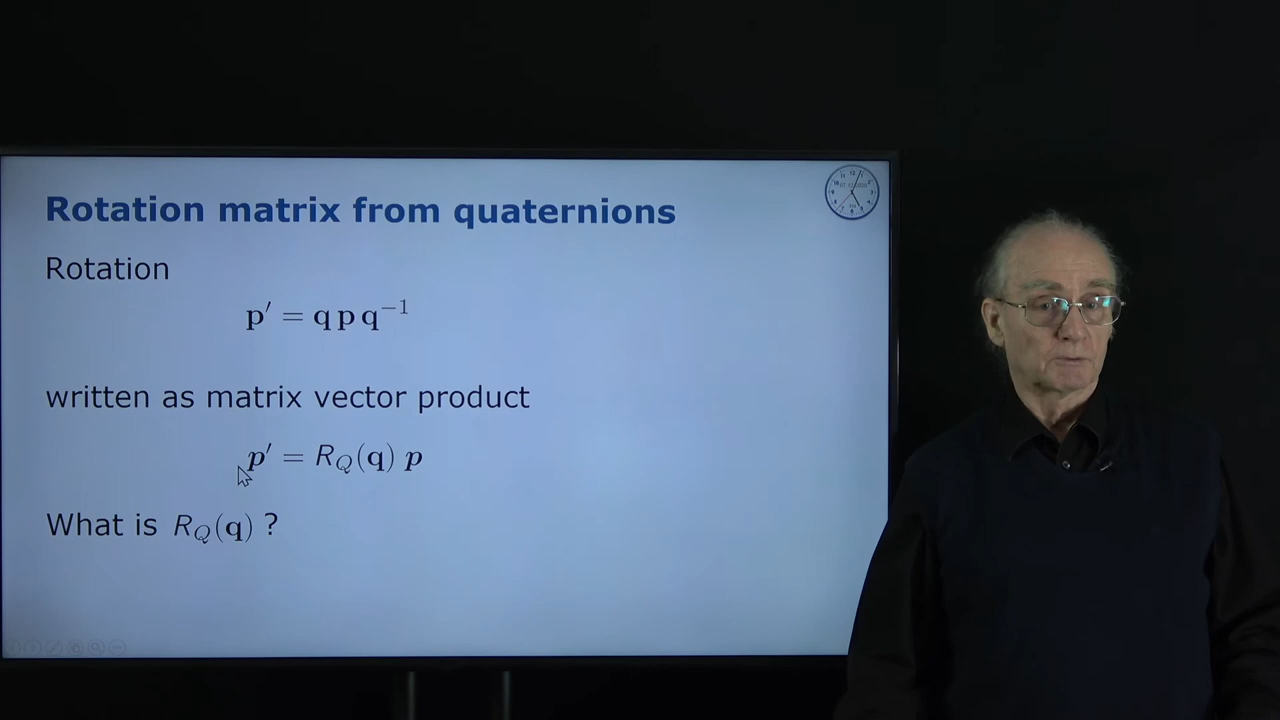 Rotation matrix from quaternions
Rotation
p′ = q p q⁻¹
written as matrix vector product
p′ = R_Q(q) p
What is R_Q(q) ?